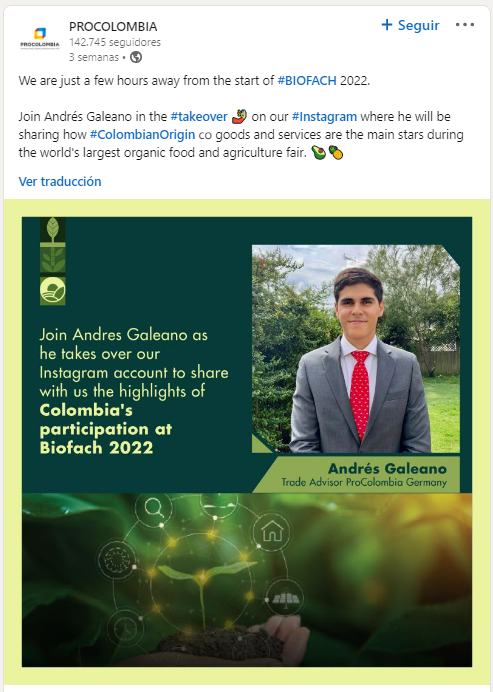 PROCOLOMBIA
+ Seguir
PROCOLOMBIA
142.745 seguidores
3 semanas •
We are just a few hours away from the start of #BIOFACH 2022.
Join Andrés Galeano in the #takeover 🤳 on our #Instagram where he will be
sharing how #ColombianOrigin co goods and services are the main stars during
the world's largest organic food and agriculture fair. 🥑🍍
Ver traducción
Join Andres Galeano as
he takes over our
Instagram account to share
with us the highlights of
Colombia's
participation at
Biofach 2022
Andrés Galeano
Trade Advisor ProColombia Germany